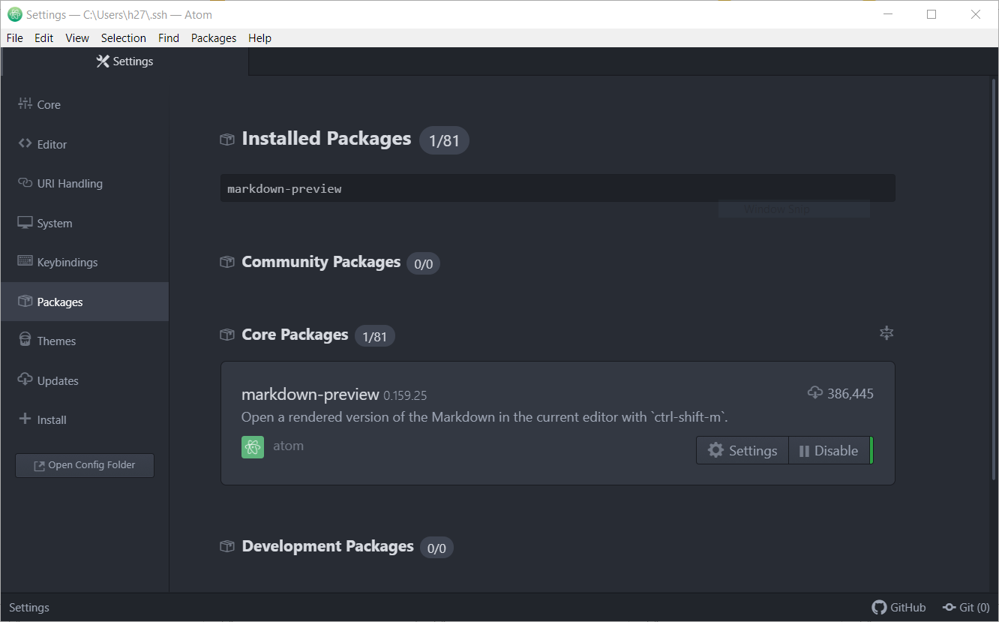 Settings — C:\Users\h27\.ssh — Atom
File Edit View Selection Find Packages Help
Settings
Core
Editor
URI Handling
System
Keybindings
Packages
Themes
Updates
Install
Open Config Folder
Installed Packages 1/81
markdown-preview
Window Snip
Community Packages 0/0
Core Packages 1/81
markdown-preview 0.159.25
386,445
Open a rendered version of the Markdown in the current editor with `ctrl-shift-m`.
atom
Settings
Disable
Development Packages 0/0
Settings
GitHub
Git (0)